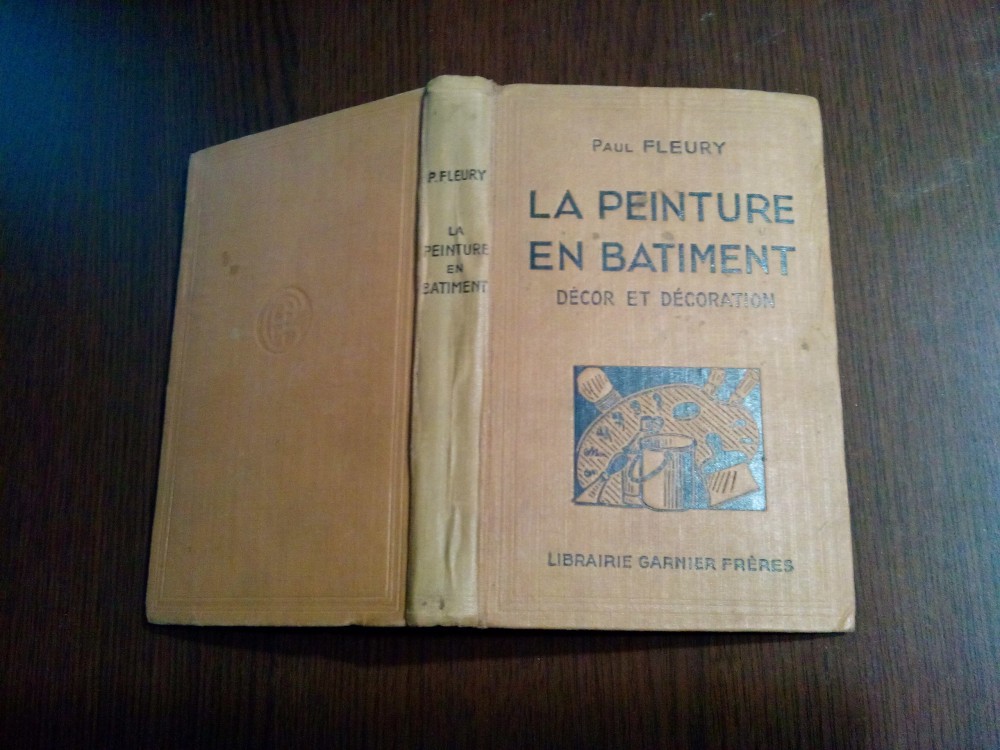 P. FLEURY
LA
PEINTURE
EN
BATIMENT
PAUL FLEURY
LA PEINTURE
EN BATIMENT
DÉCOR ET DÉCORATION
LIBRAIRIE GARNIER FRÈRES